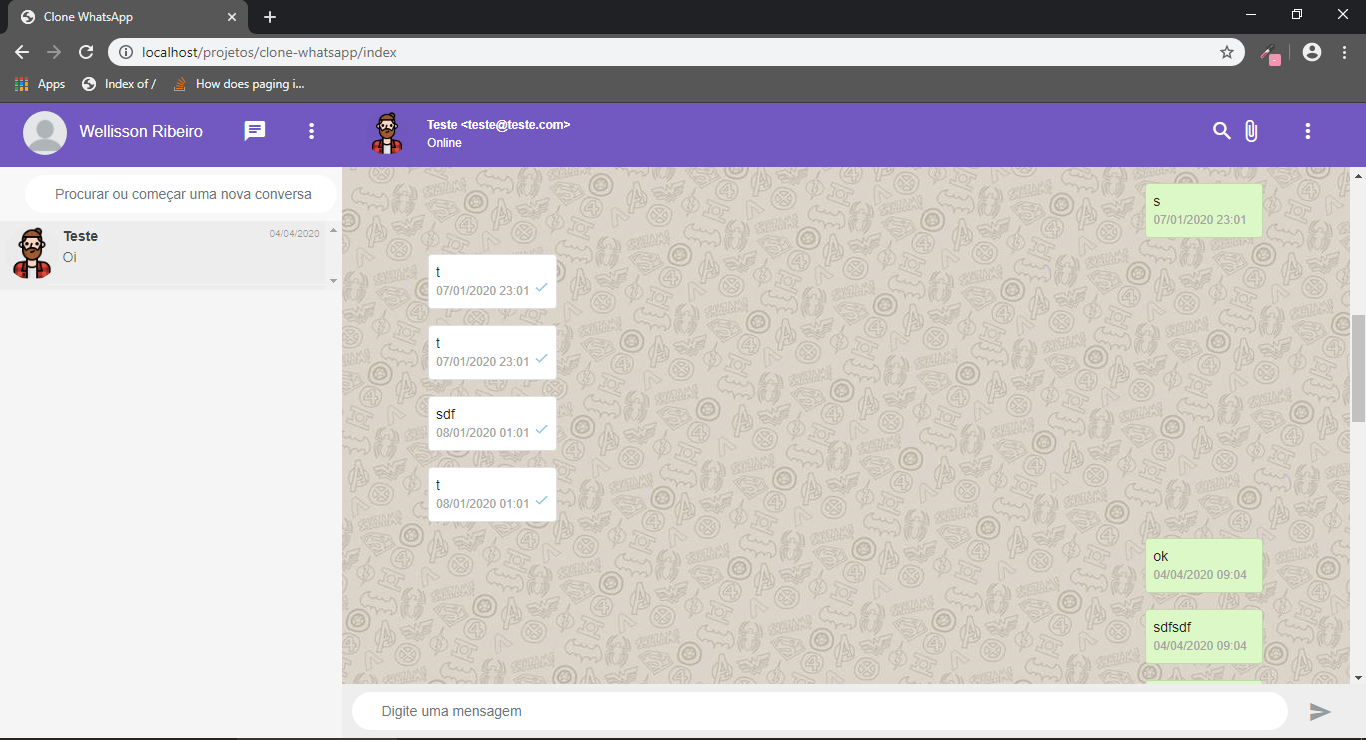 Clone WhatsApp
localhost/projetos/clone-whatsapp/index
Apps
Index of /
How does paging i...
Wellisson Ribeiro
Teste <teste@teste.com>
Online
Procurar ou começar uma nova conversa
Teste
04/04/2020
Oi
s
07/01/2020 23:01
t
07/01/2020 23:01
t
07/01/2020 23:01
sdf
08/01/2020 01:01
t
08/01/2020 01:01
ok
04/04/2020 09:04
sdfsdf
04/04/2020 09:04
Digite uma mensagem